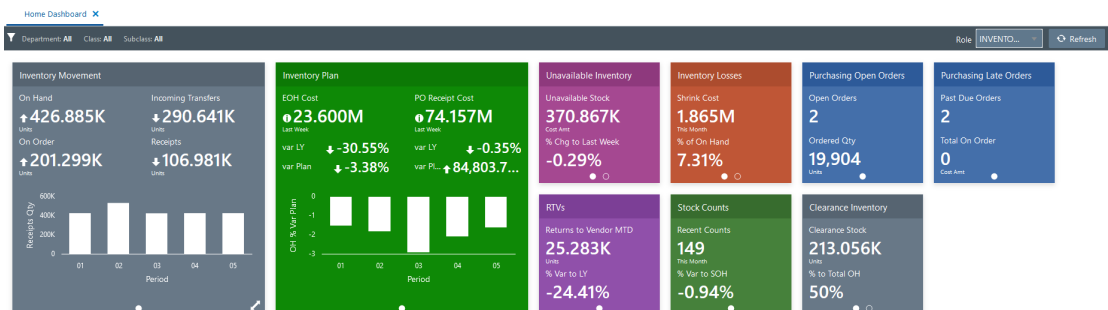 Home Dashboard
Department: All Class: All Subclass: All
Role INVENTO... Refresh
Inventory Movement
On Hand Incoming Transfers
426.885K 290.641K
Units Units
On Order Receipts
201.299K 106.981K
Units Units
600K
400K
200K
0
Receipts Qty
01 02 03 04 05
Period
Inventory Plan
EOH Cost PO Receipt Cost
23.600M 74.157M
Last Week Last Week
var LY -30.55% var LY -0.35%
var Plan -3.38% var Pl... 84,803.7...
0
-1
-2
-3
OH % Var Plan
01 02 03 04 05
Period
Unavailable Inventory
Unavailable Stock
370.867K
Cost Amt
% Chg to Last Week
-0.29%
Inventory Losses
Shrink Cost
1.865M
This Month
% of On Hand
7.31%
Purchasing Open Orders
Open Orders
2
Ordered Qty
19,904
Units
Purchasing Late Orders
Past Due Orders
2
Total On Order
0
Cost Amt
RTVs
Returns to Vendor MTD
25.283K
Units
% Var to LY
-24.41%
Stock Counts
Recent Counts
149
This Month
% Var to SOH
-0.94%
Clearance Inventory
Clearance Stock
213.056K
Units
% to Total OH
50%